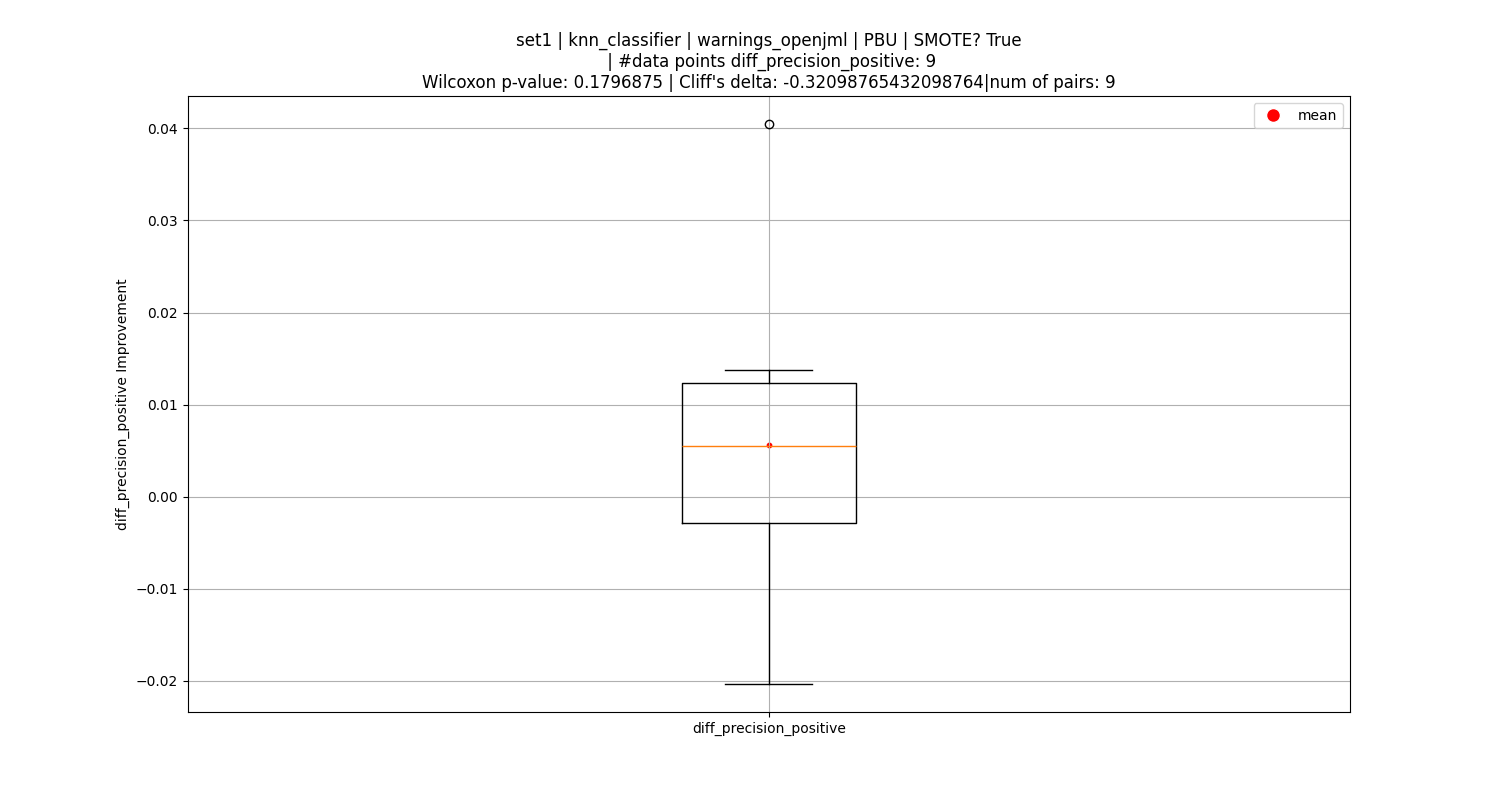 set1 | knn_classifier | warnings_openjml | PBU | SMOTE? True
| #data points diff_precision_positive: 9
Wilcoxon p-value: 0.1796875 | Cliff's delta: -0.32098765432098764|num of pairs: 9
mean
0.04
0.03
0.02
0.01
0.00
−0.01
−0.02
diff_precision_positive Improvement
diff_precision_positive